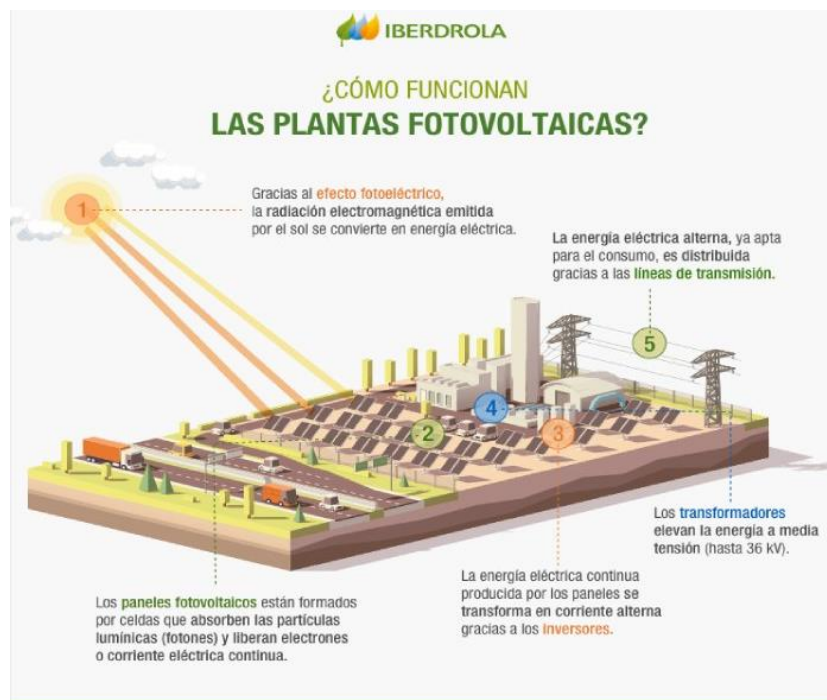 IBERDROLA
¿CÓMO FUNCIONAN
LAS PLANTAS FOTOVOLTAICAS?
1
Gracias al efecto fotoeléctrico,
la radiación electromagnética emitida
por el sol se convierte en energía eléctrica.
La energía eléctrica alterna, ya apta
para el consumo, es distribuida
gracias a las líneas de transmisión.
5
4
2
3
Los transformadores
elevan la energía a media
tensión (hasta 36 kV).
La energía eléctrica continua
producida por los paneles se
transforma en corriente alterna
gracias a los inversores.
Los paneles fotovoltaicos están formados
por celdas que absorben las partículas
lumínicas (fotones) y liberan electrones
o corriente eléctrica continua.